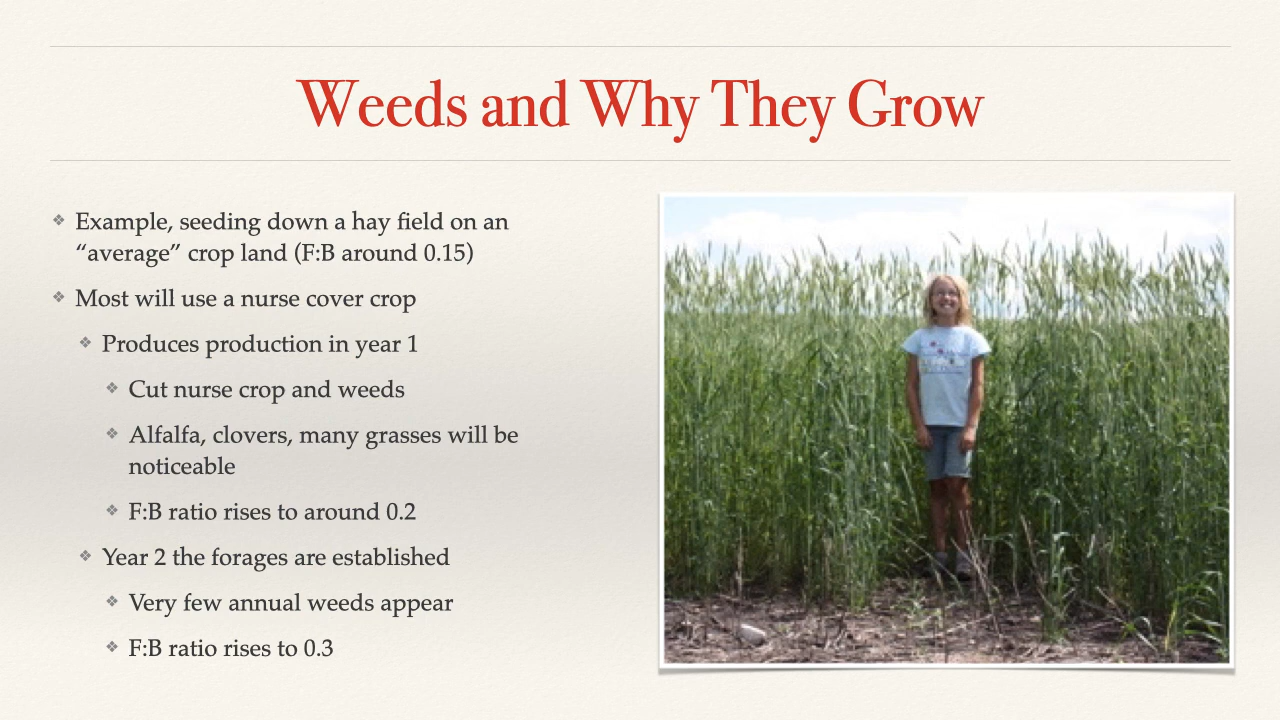 Weeds and Why They Grow
❖ Example, seeding down a hay field on an
“average” crop land (F:B around 0.15)
❖ Most will use a nurse cover crop
❖ Produces production in year 1
❖ Cut nurse crop and weeds
❖ Alfalfa, clovers, many grasses will be
noticeable
❖ F:B ratio rises to around 0.2
❖ Year 2 the forages are established
❖ Very few annual weeds appear
❖ F:B ratio rises to 0.3